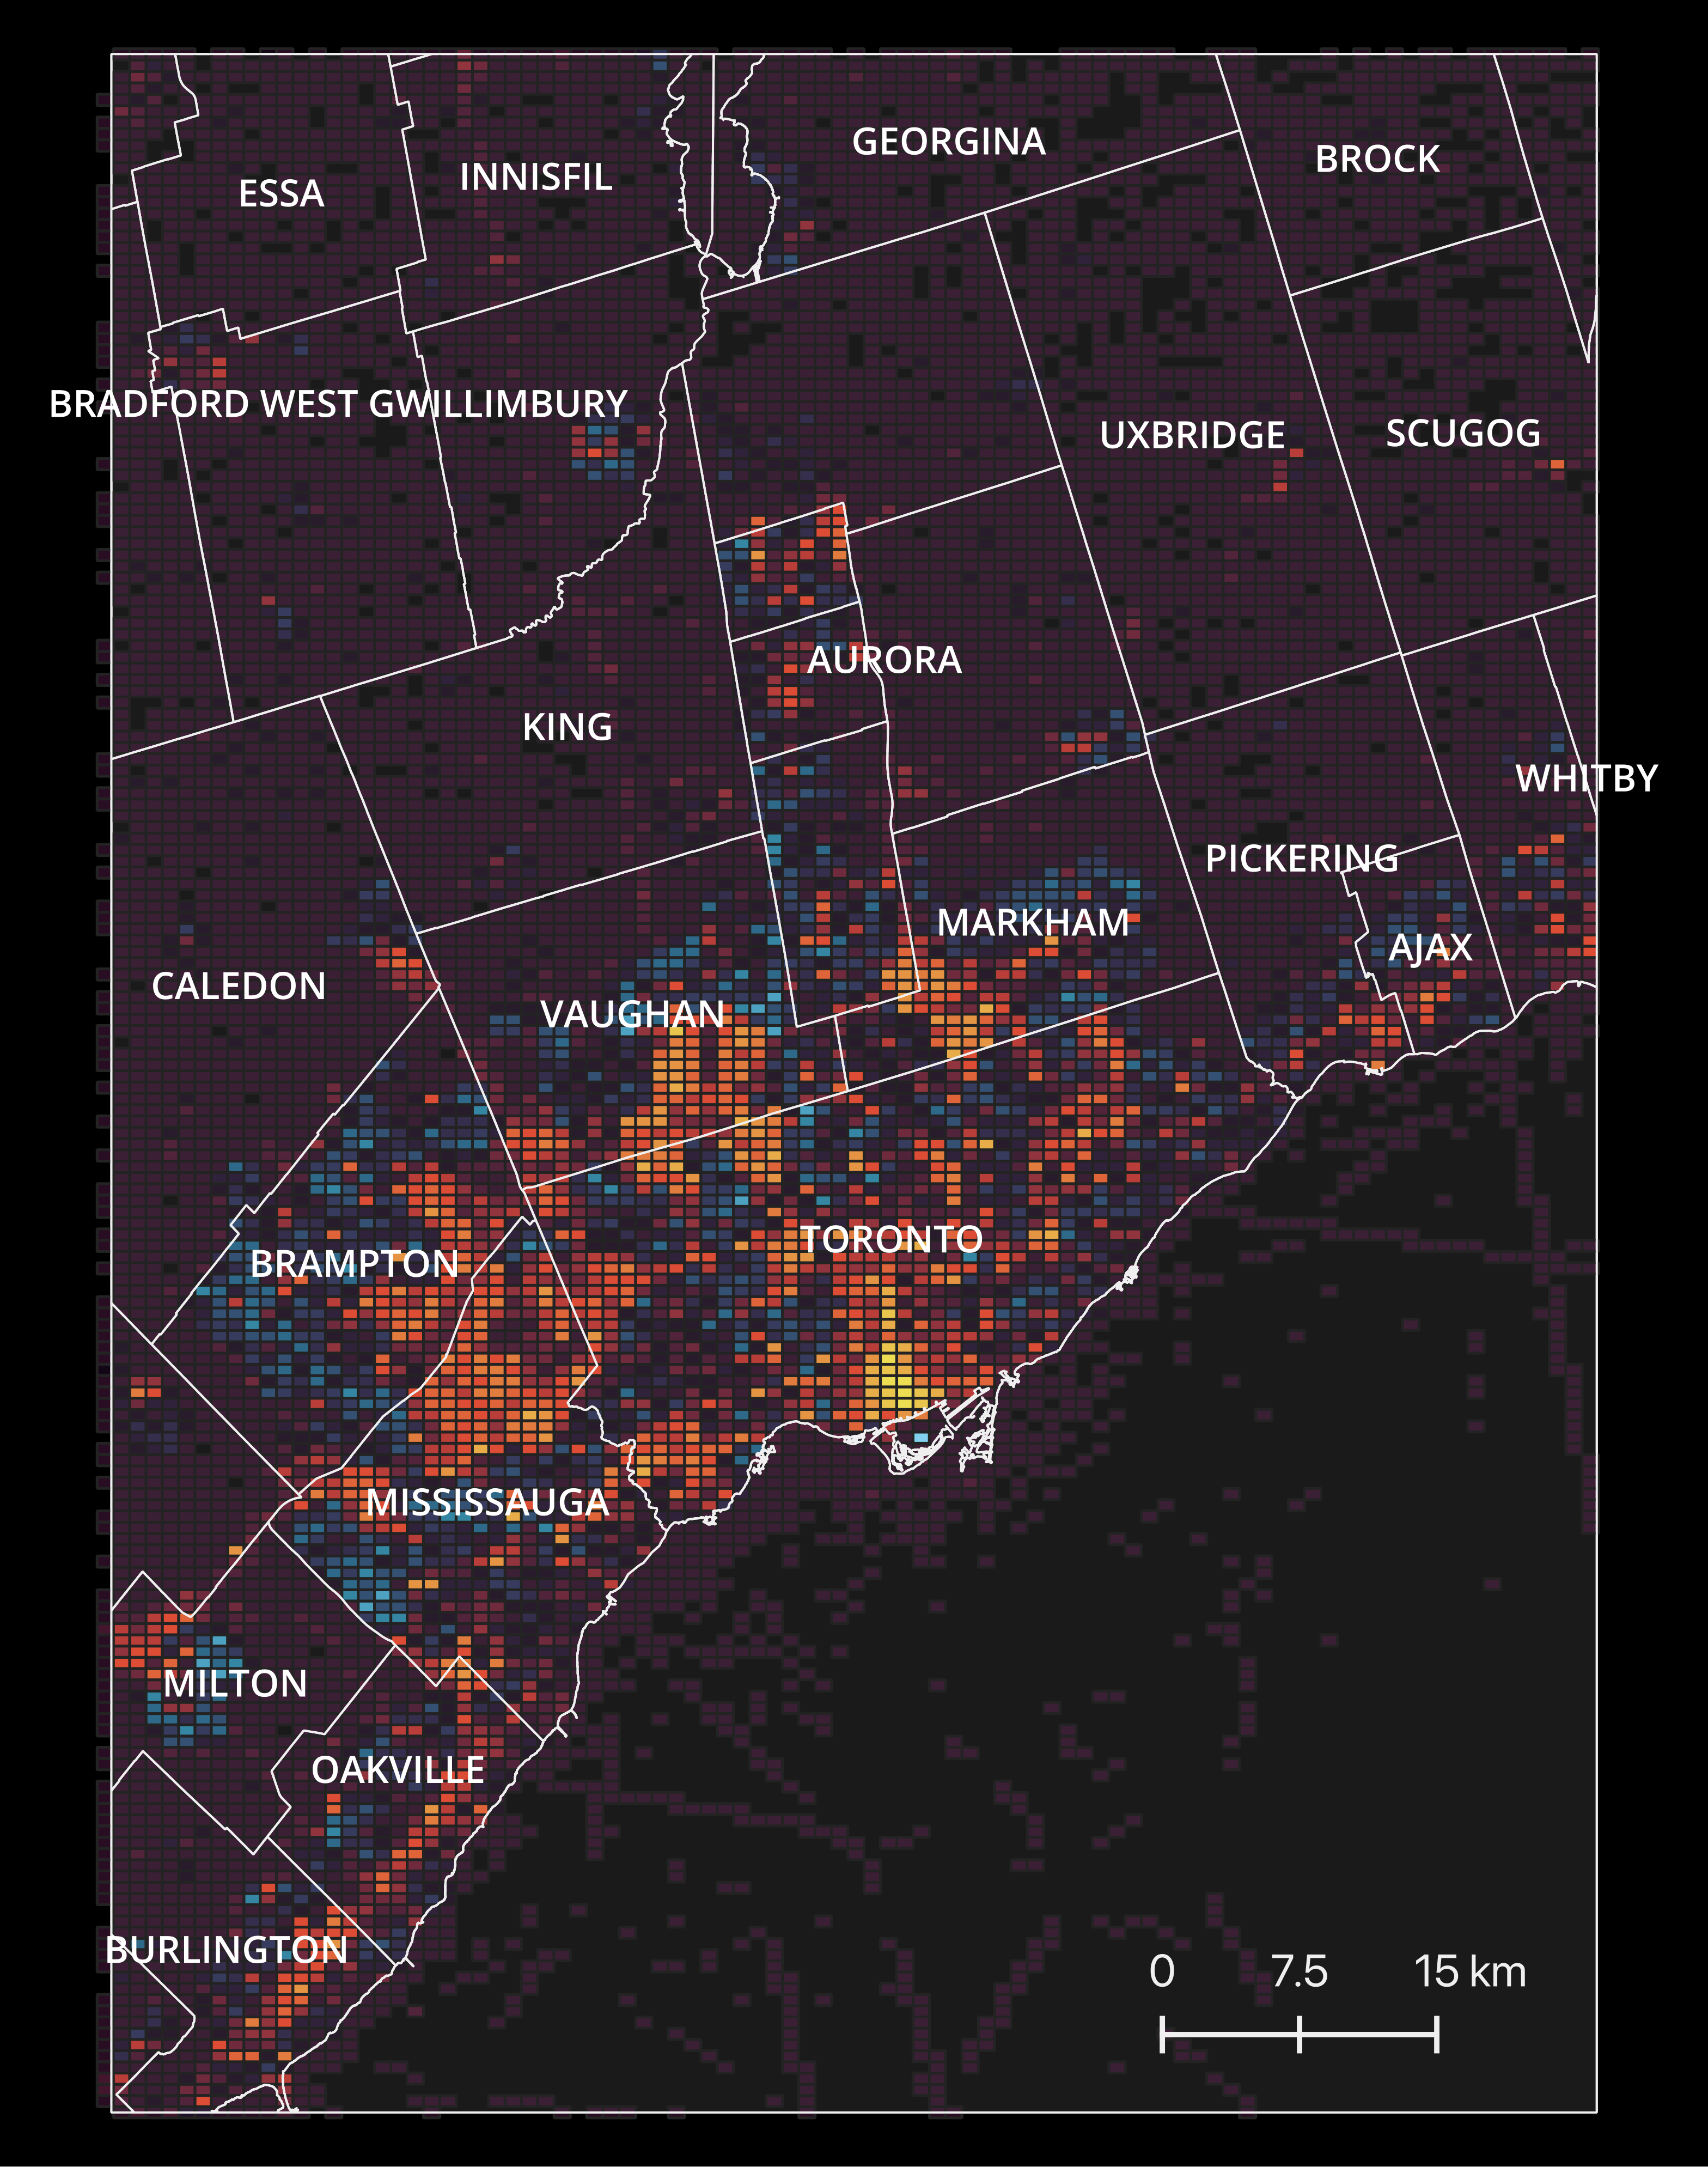 GEORGINA
BROCK
INNISFIL
ESSA
BRADFORD WEST GWILLIMBURY
UXBRIDGE
SCUGOG
AURORA
KING
WHITBY
PICKERING
MARKHAM
AJAX
CALEDON
VAUGHAN
TORONTO
BRAMPTON
MISSISSAUGA
MILTON
OAKVILLE
BURLINGTON
0 7.5 15 km